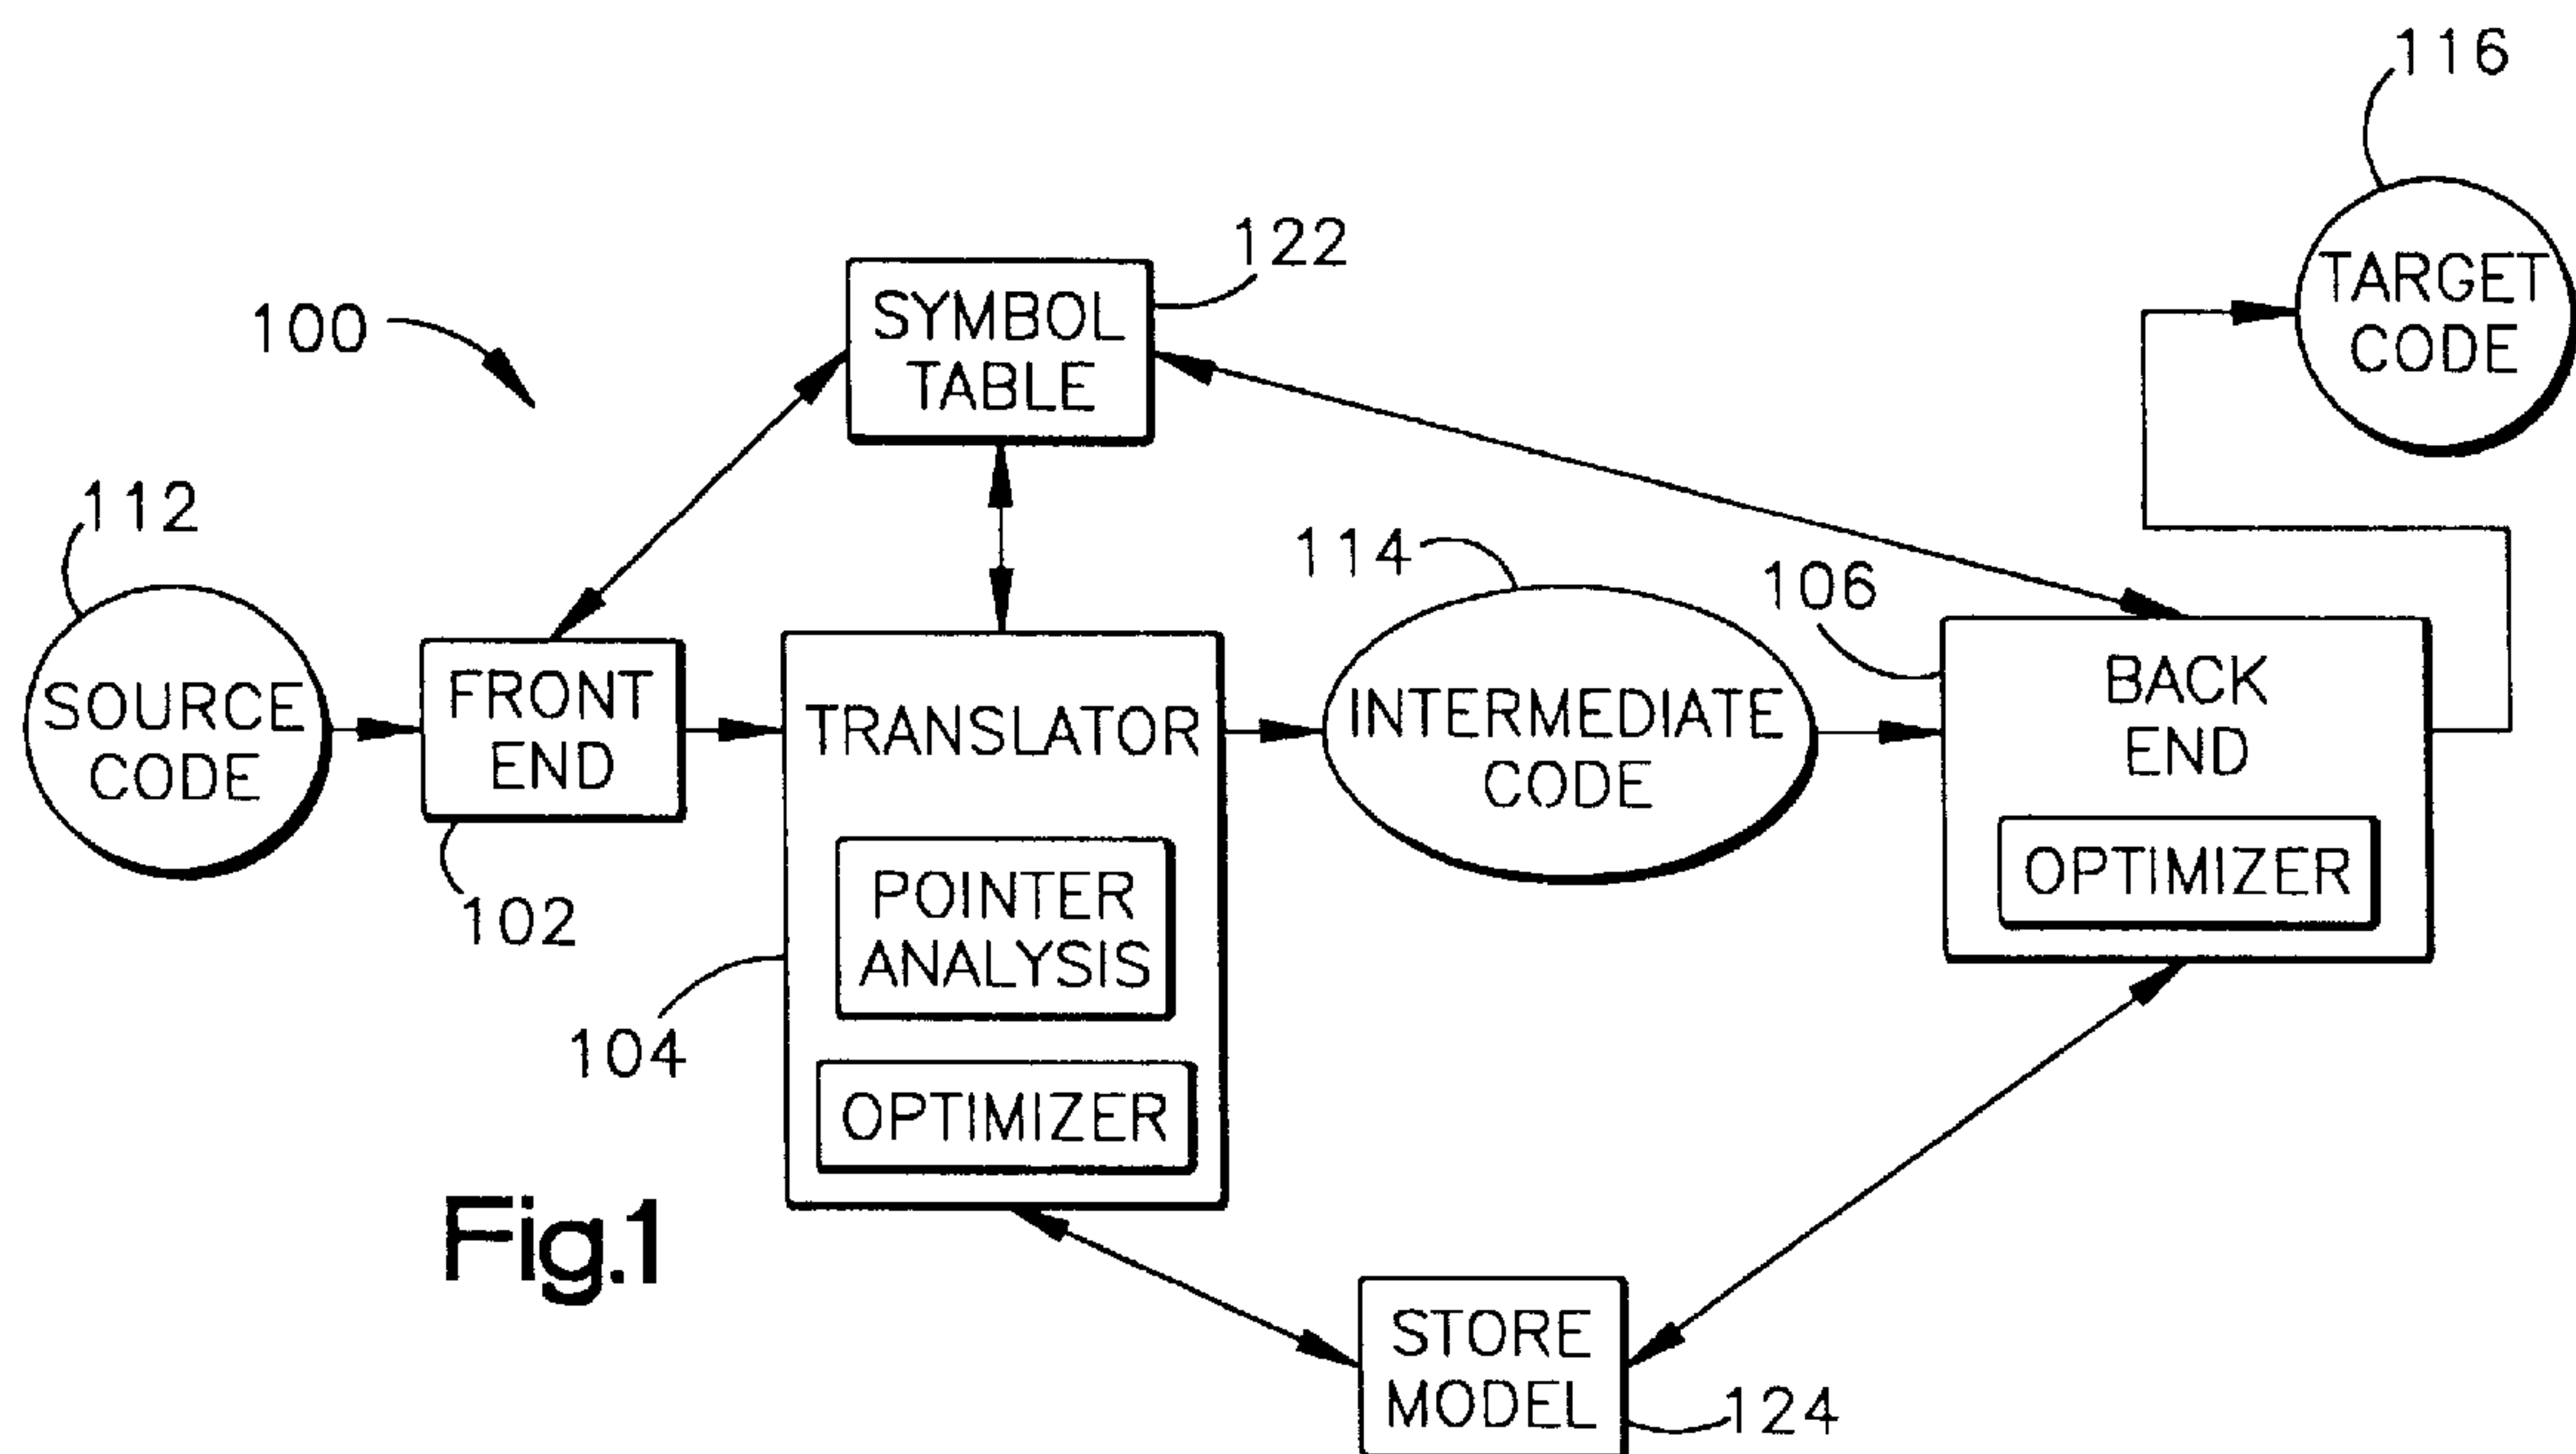 116
122
100
SYMBOL
TABLE
TARGET
CODE
112
114
106
SOURCE
CODE
FRONT
END
TRANSLATOR
INTERMEDIATE
CODE
BACK
END
OPTIMIZER
102
POINTER
ANALYSIS
104
OPTIMIZER
Fig.1
STORE
MODEL
124